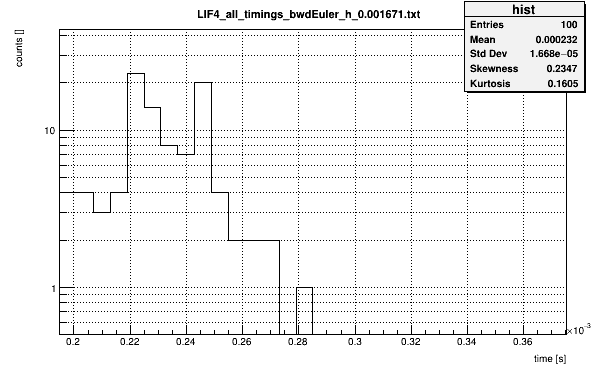 LIF4_all_timings_bwdEuler_h_0.001671.txt
hist
Entries 100
Mean 0.000232
Std Dev 1.668e−05
Skewness 0.2347
Kurtosis 0.1605
counts []
10
1
0.2 0.22 0.24 0.26 0.28 0.3 0.32 0.34 0.36
×10⁻³
time [s]